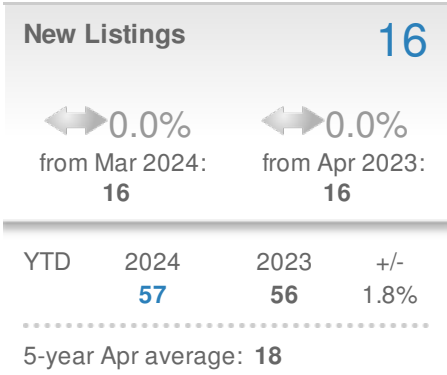 New Listings 16
0.0% 0.0%
from Mar 2024: from Apr 2023:
16 16
YTD 2024 2023 +/-
57 56 1.8%
5-year Apr average: 18